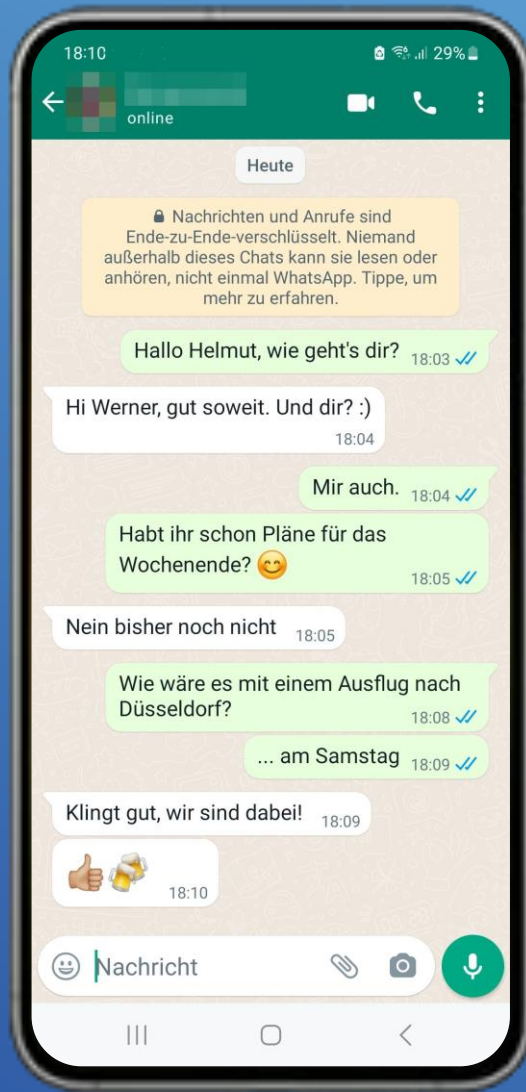 18:10
29%
online
Heute
Nachrichten und Anrufe sind
Ende-zu-Ende-verschlüsselt. Niemand
außerhalb dieses Chats kann sie lesen oder
anhören, nicht einmal WhatsApp. Tippe, um
mehr zu erfahren.
Hallo Helmut, wie geht's dir? 18:03
Hi Werner, gut soweit. Und dir? :)
18:04
Mir auch. 18:04
Habt ihr schon Pläne für das
Wochenende? 😊
18:05
Nein bisher noch nicht 18:05
Wie wäre es mit einem Ausflug nach
Düsseldorf? 18:08
... am Samstag 18:09
Klingt gut, wir sind dabei! 18:09
👍🏼🍻 18:10
Nachricht